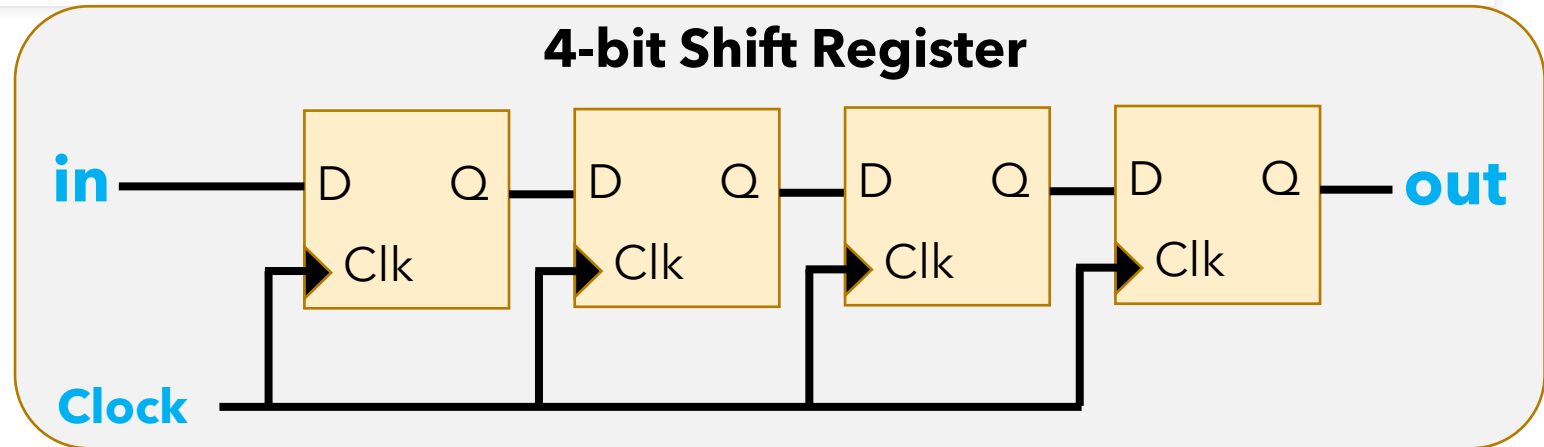 4-bit Shift Register
in D Q D Q D Q D Q out
Clk Clk Clk Clk
Clock